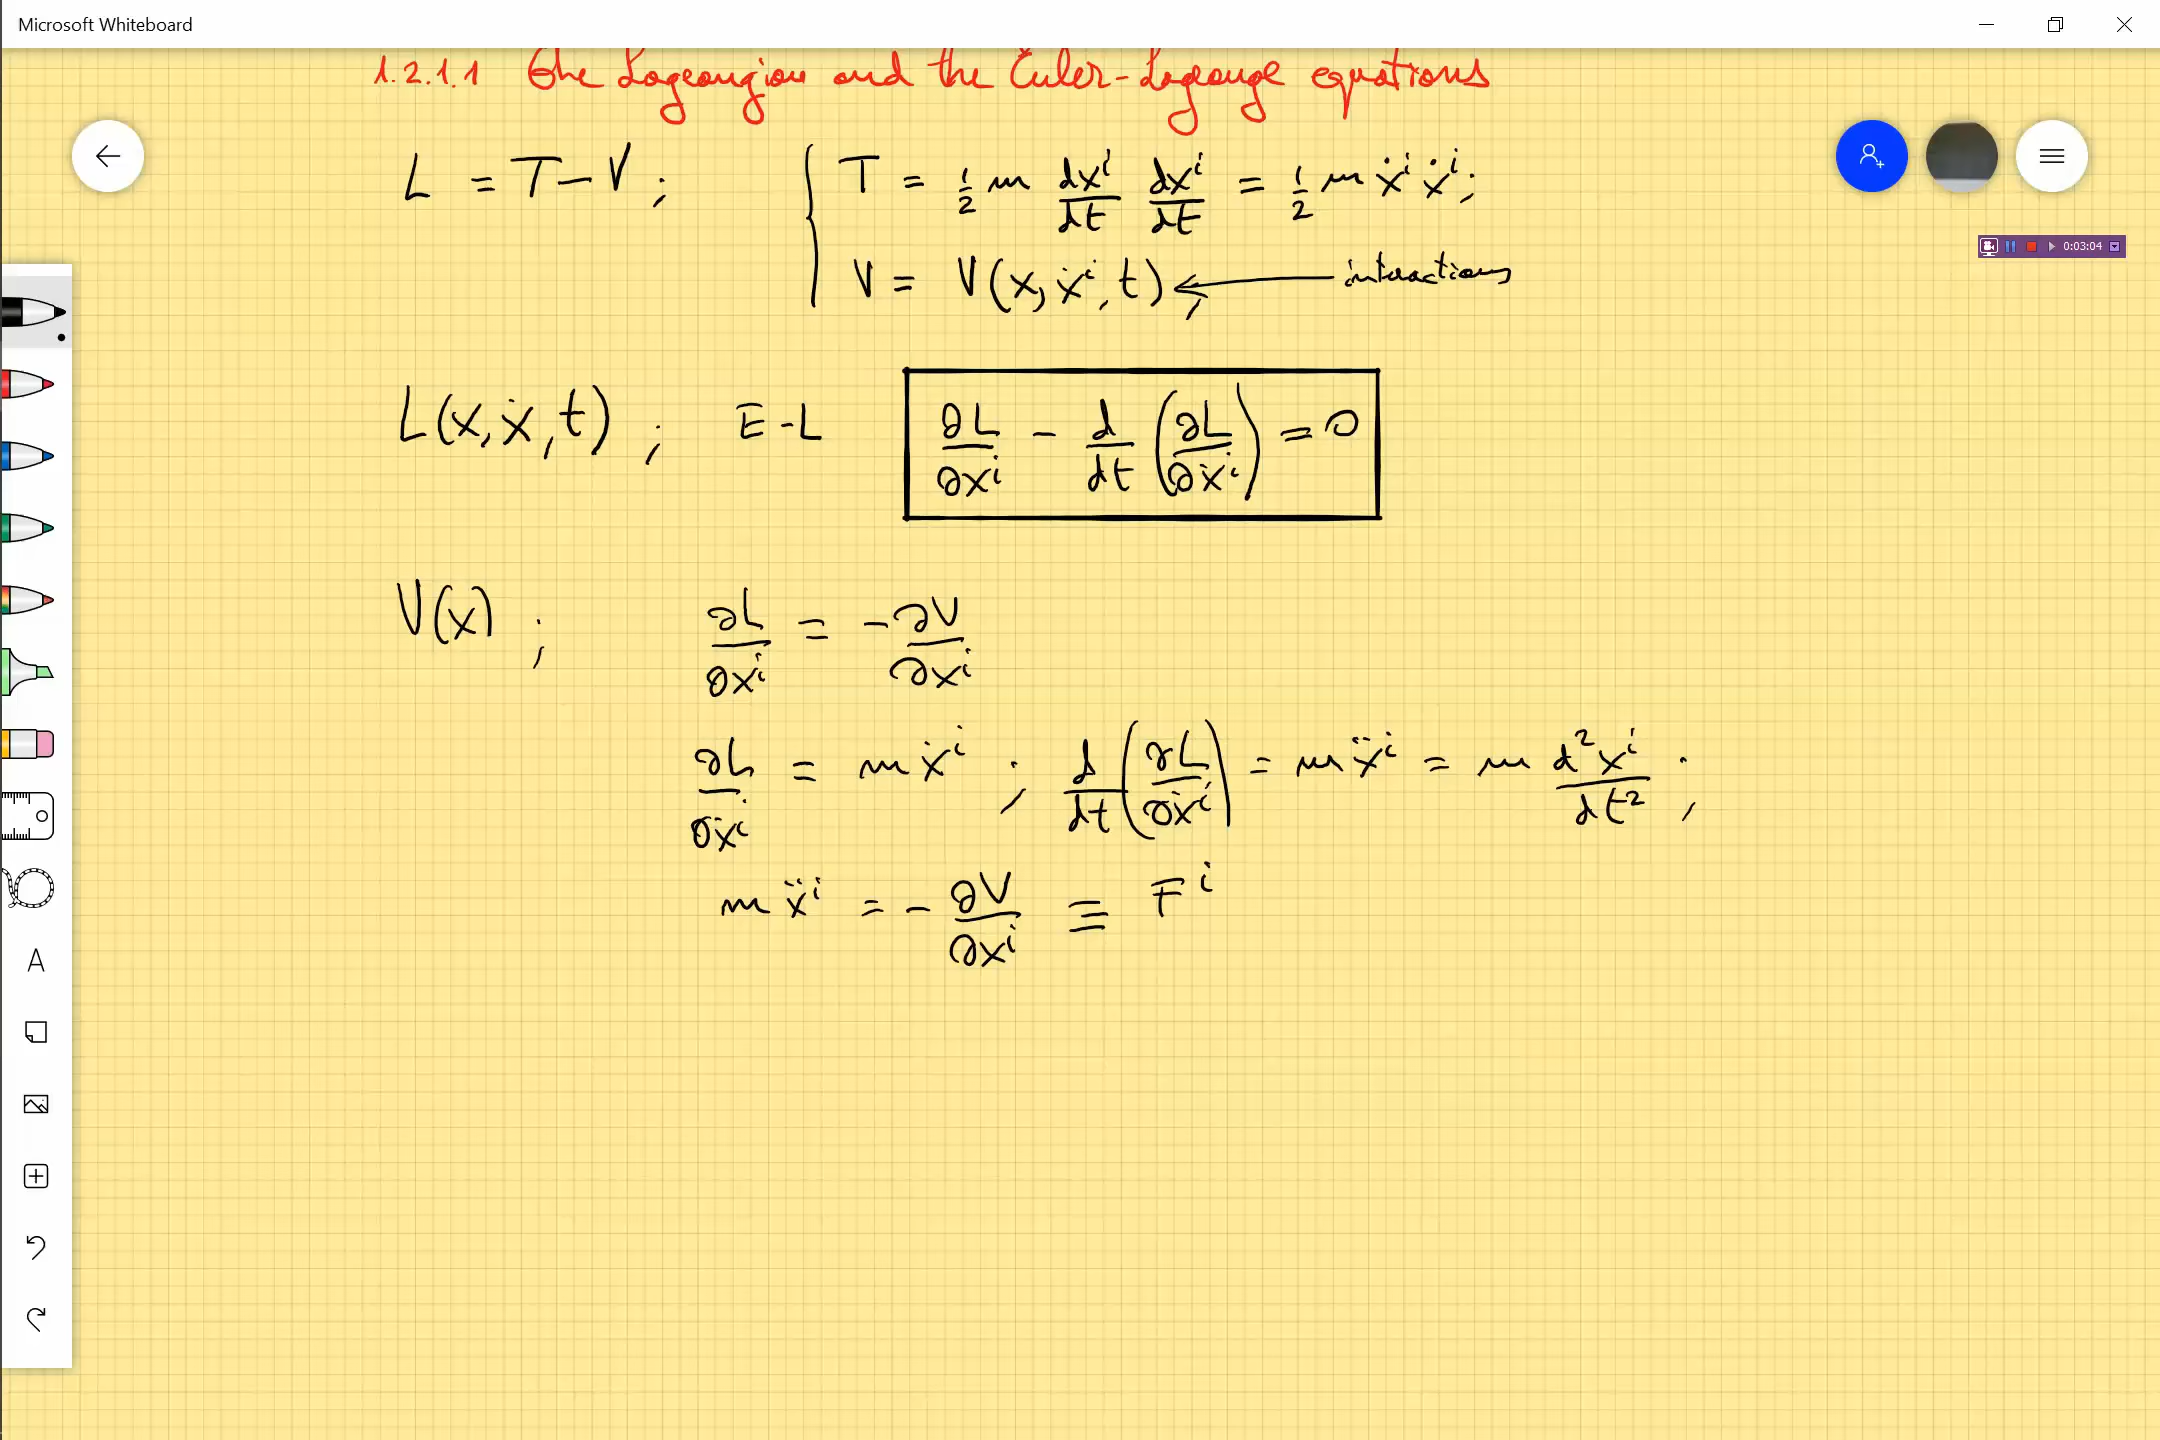 Microsoft Whiteboard
1.2.1.1 The Lagrangian and the Euler-Lagrange equations
L = T - V ; { T = 1/2 m dxⁱ/dt dxⁱ/dt = 1/2 m ẋⁱ ẋⁱ;
V = V(x, ẋⁱ, t), ← interactions
0:03:04
L(x, ẋ, t) ; E-L ∂L/∂xⁱ - d/dt (∂L/∂ẋⁱ) = 0
V(x) ; ∂L/∂xⁱ = - ∂V/∂xⁱ
∂L/∂ẋⁱ = m ẋⁱ ; d/dt (∂L/∂ẋⁱ) = m ẍⁱ = m d²xⁱ/dt² ;
m ẍⁱ = - ∂V/∂xⁱ ≡ Fⁱ
A